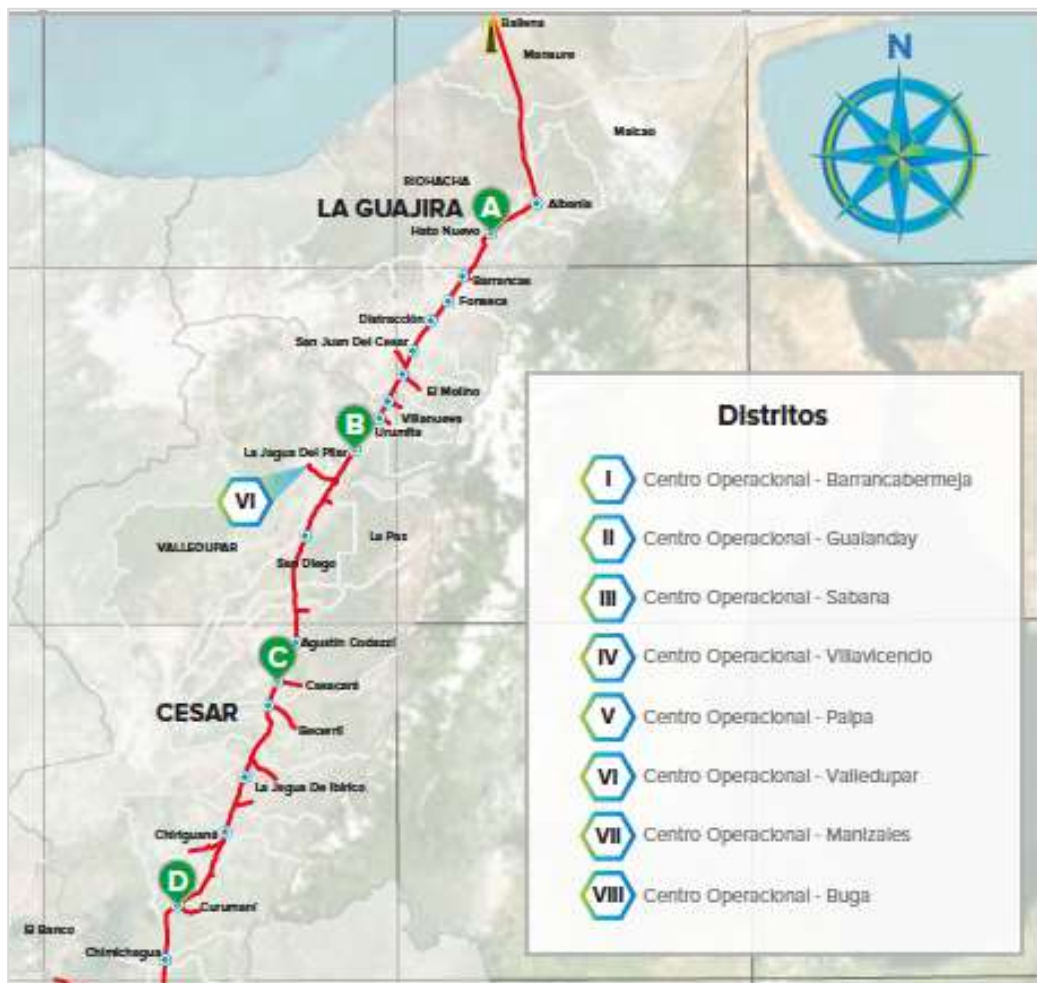 Ballena
Manaure
N
Maicao
RIOHACHA
LA GUAJIRA
A
Albania
Hato Nuevo
Barrancas
Fonseca
Distracción
San Juan Del Cesar
El Molino
Villanueva
B
Urumita
La Jagua Del Pilar
VI
VALLEDUPAR
La Paz
San Diego
Agustín Codazzi
C
Casacará
CESAR
Becerril
La Jagua De Ibirico
Chiriguaná
D
Curumaní
El Banco
Chimichagua
Distritos
I Centro Operacional - Barrancabermeja
II Centro Operacional - Gualanday
III Centro Operacional - Sabana
IV Centro Operacional - Villavicencio
V Centro Operacional - Paipa
VI Centro Operacional - Valledupar
VII Centro Operacional - Manizales
VIII Centro Operacional - Buga